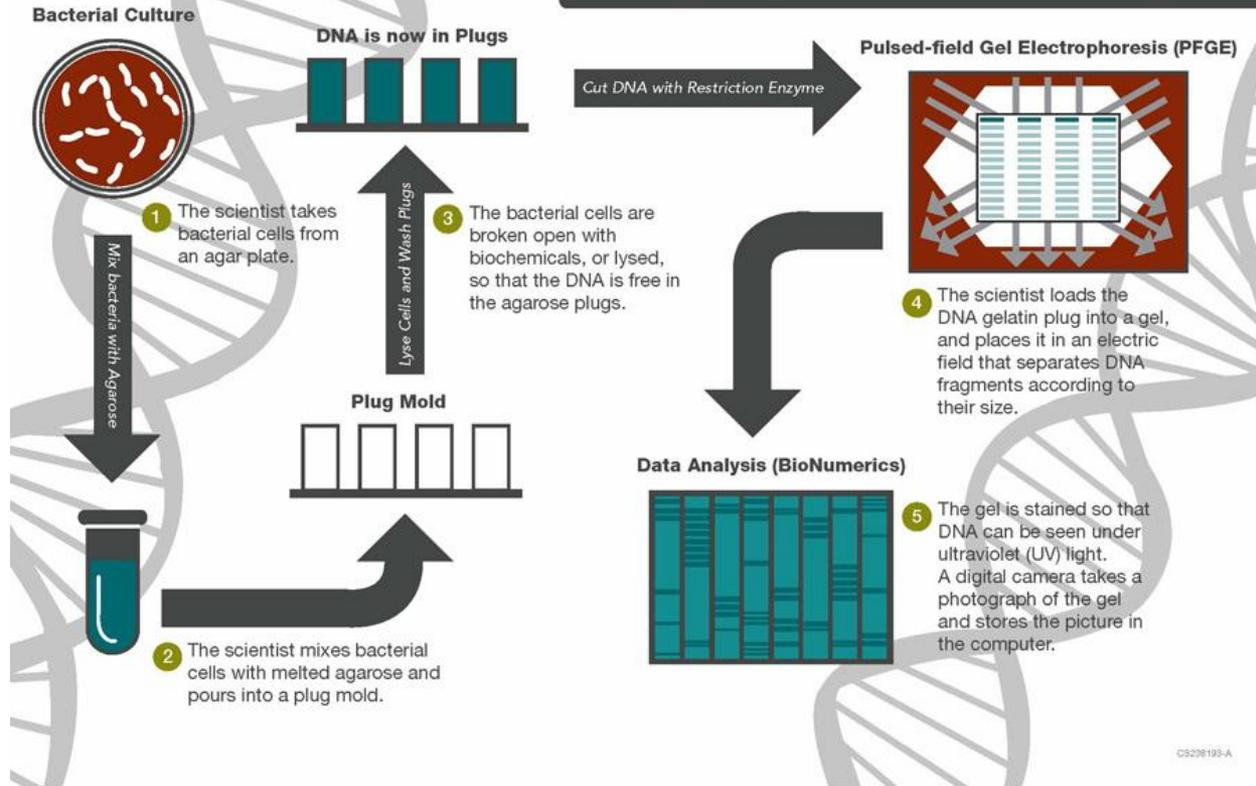 Bacterial Culture
1 The scientist takes
bacterial cells from
an agar plate.
Mix bacteria with Agarose
2 The scientist mixes bacterial
cells with melted agarose and
pours into a plug mold.
Plug Mold
Lyse Cells and Wash Plugs
3 The bacterial cells are
broken open with
biochemicals, or lysed,
so that the DNA is free in
the agarose plugs.
DNA is now in Plugs
Cut DNA with Restriction Enzyme
Pulsed-field Gel Electrophoresis (PFGE)
4 The scientist loads the
DNA gelatin plug into a gel,
and places it in an electric
field that separates DNA
fragments according to
their size.
Data Analysis (BioNumerics)
5 The gel is stained so that
DNA can be seen under
ultraviolet (UV) light.
A digital camera takes a
photograph of the gel
and stores the picture in
the computer.
CS238193-A